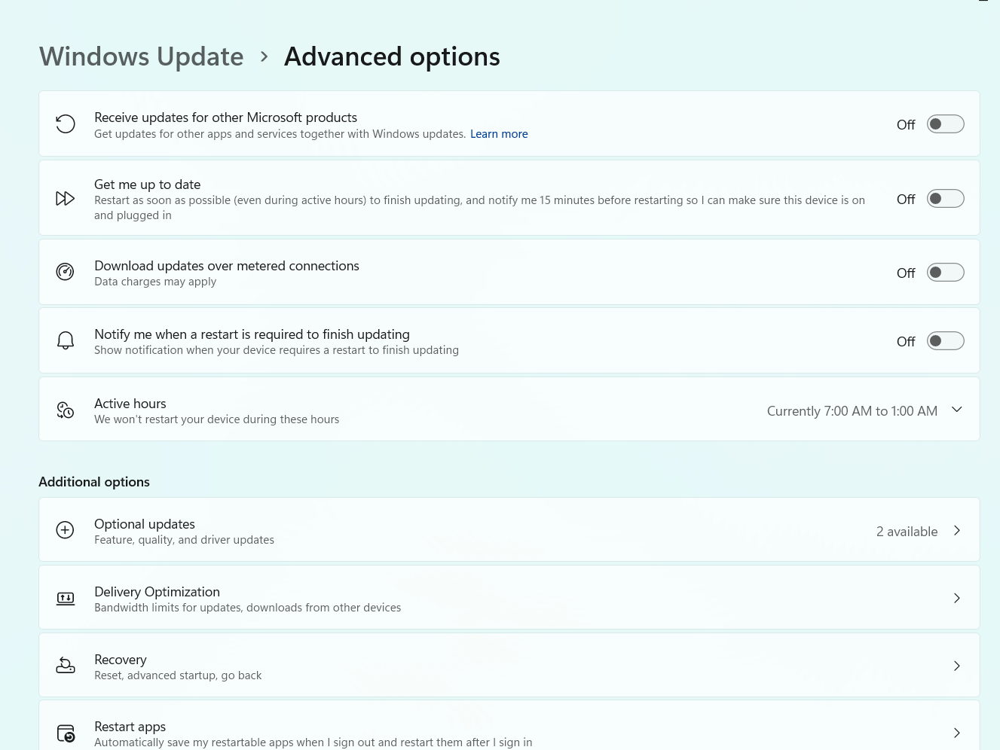 Windows Update > Advanced options
Receive updates for other Microsoft products
Get updates for other apps and services together with Windows updates. Learn more
Off
Get me up to date
Restart as soon as possible (even during active hours) to finish updating, and notify me 15 minutes before restarting so I can make sure this device is on
and plugged in
Off
Download updates over metered connections
Data charges may apply
Off
Notify me when a restart is required to finish updating
Show notification when your device requires a restart to finish updating
Off
Active hours
We won't restart your device during these hours
Currently 7:00 AM to 1:00 AM
Additional options
Optional updates
Feature, quality, and driver updates
2 available
Delivery Optimization
Bandwidth limits for updates, downloads from other devices
Recovery
Reset, advanced startup, go back
Restart apps
Automatically save my restartable apps when I sign out and restart them after I sign in